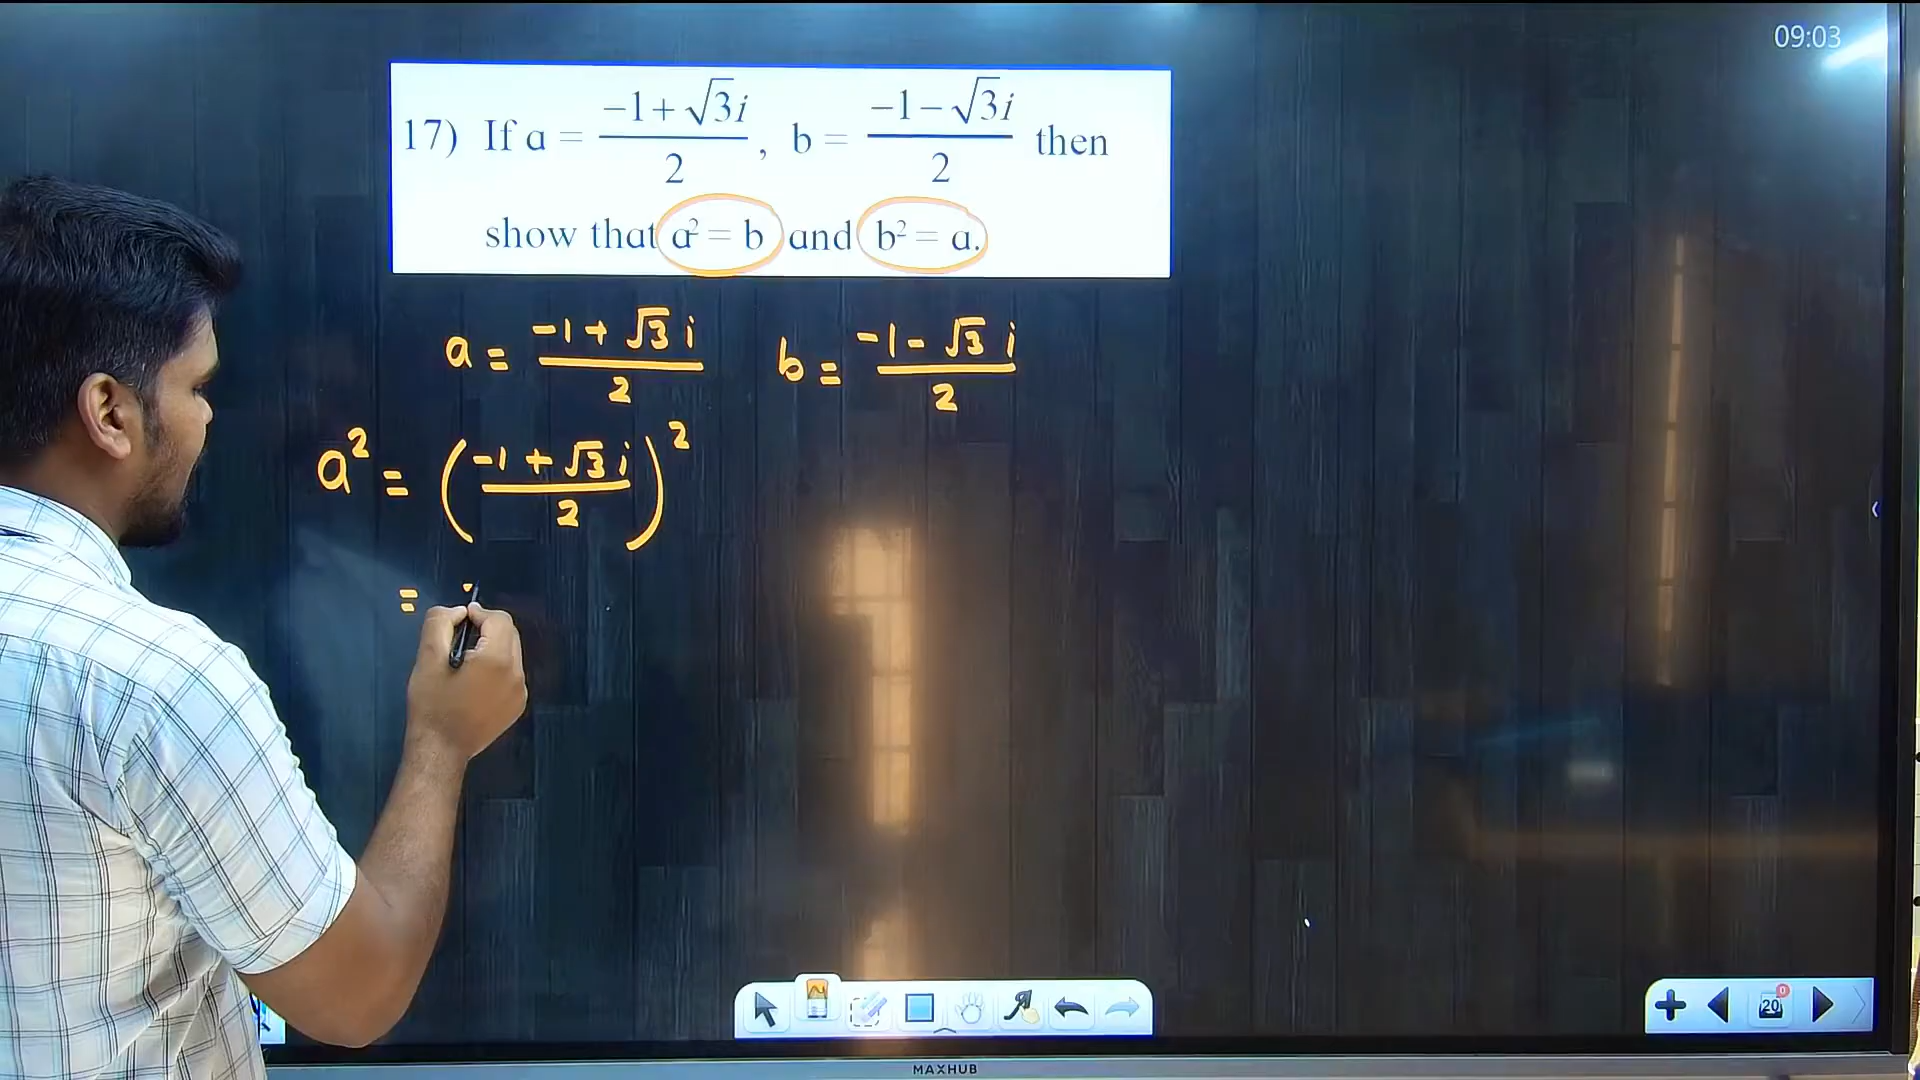 09:03
17) If a = (−1+√3i)/2 , b = (−1−√3i)/2 then
show that a² = b and b² = a.
a = (-1+√3 i)/2 b = (-1-√3 i)/2
a² = ((-1+√3 i)/2)²
=
20
0
MAXHUB